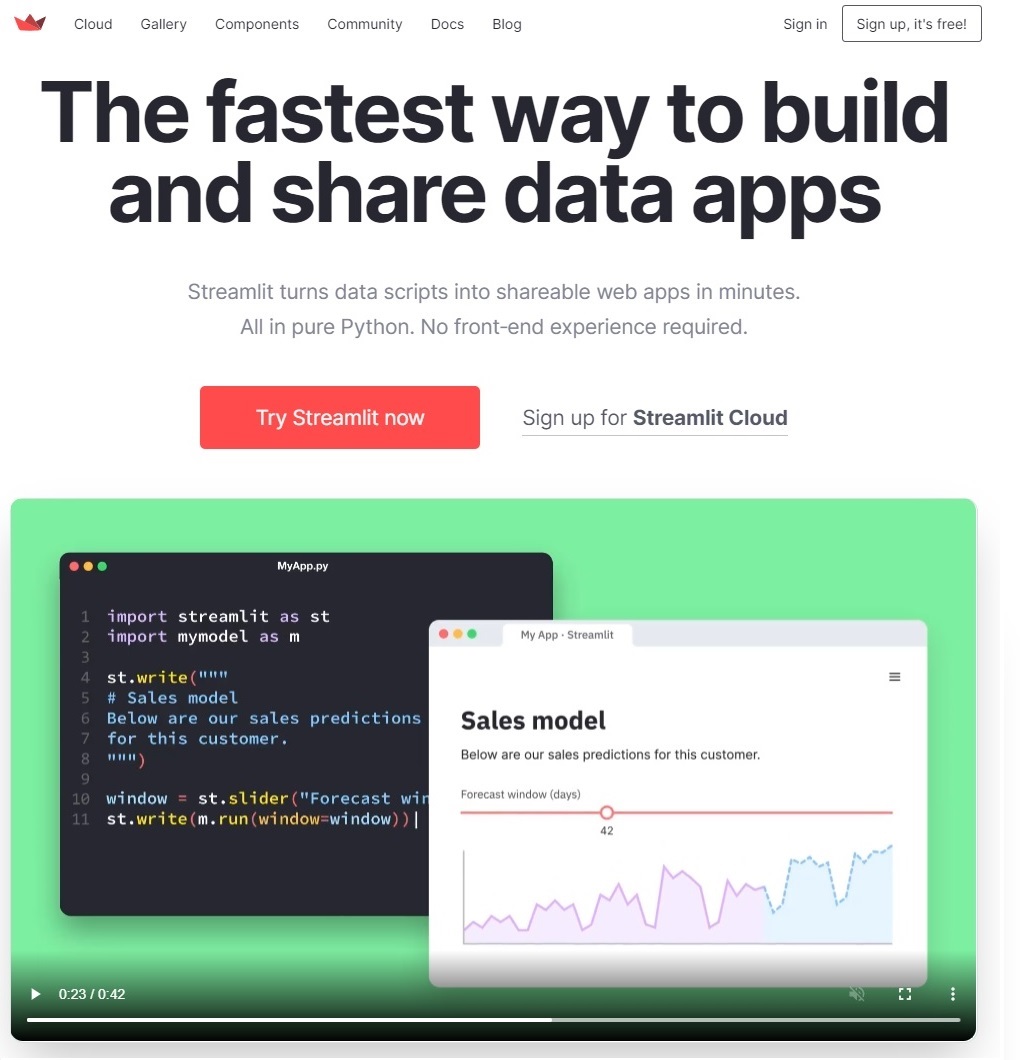 Cloud Gallery Components Community Docs Blog Sign in Sign up, it's free!
The fastest way to build
and share data apps
Streamlit turns data scripts into shareable web apps in minutes.
All in pure Python. No front-end experience required.
Try Streamlit now Sign up for Streamlit Cloud
MyApp.py
1 import streamlit as st
2 import mymodel as m
3
4 st.write("""
5 # Sales model
6 Below are our sales predictions
7 for this customer.
8 """)
9
10 window = st.slider("Forecast win
11 st.write(m.run(window=window))|
My App · Streamlit
Sales model
Below are our sales predictions for this customer.
Forecast window (days)
42
0:23 / 0:42